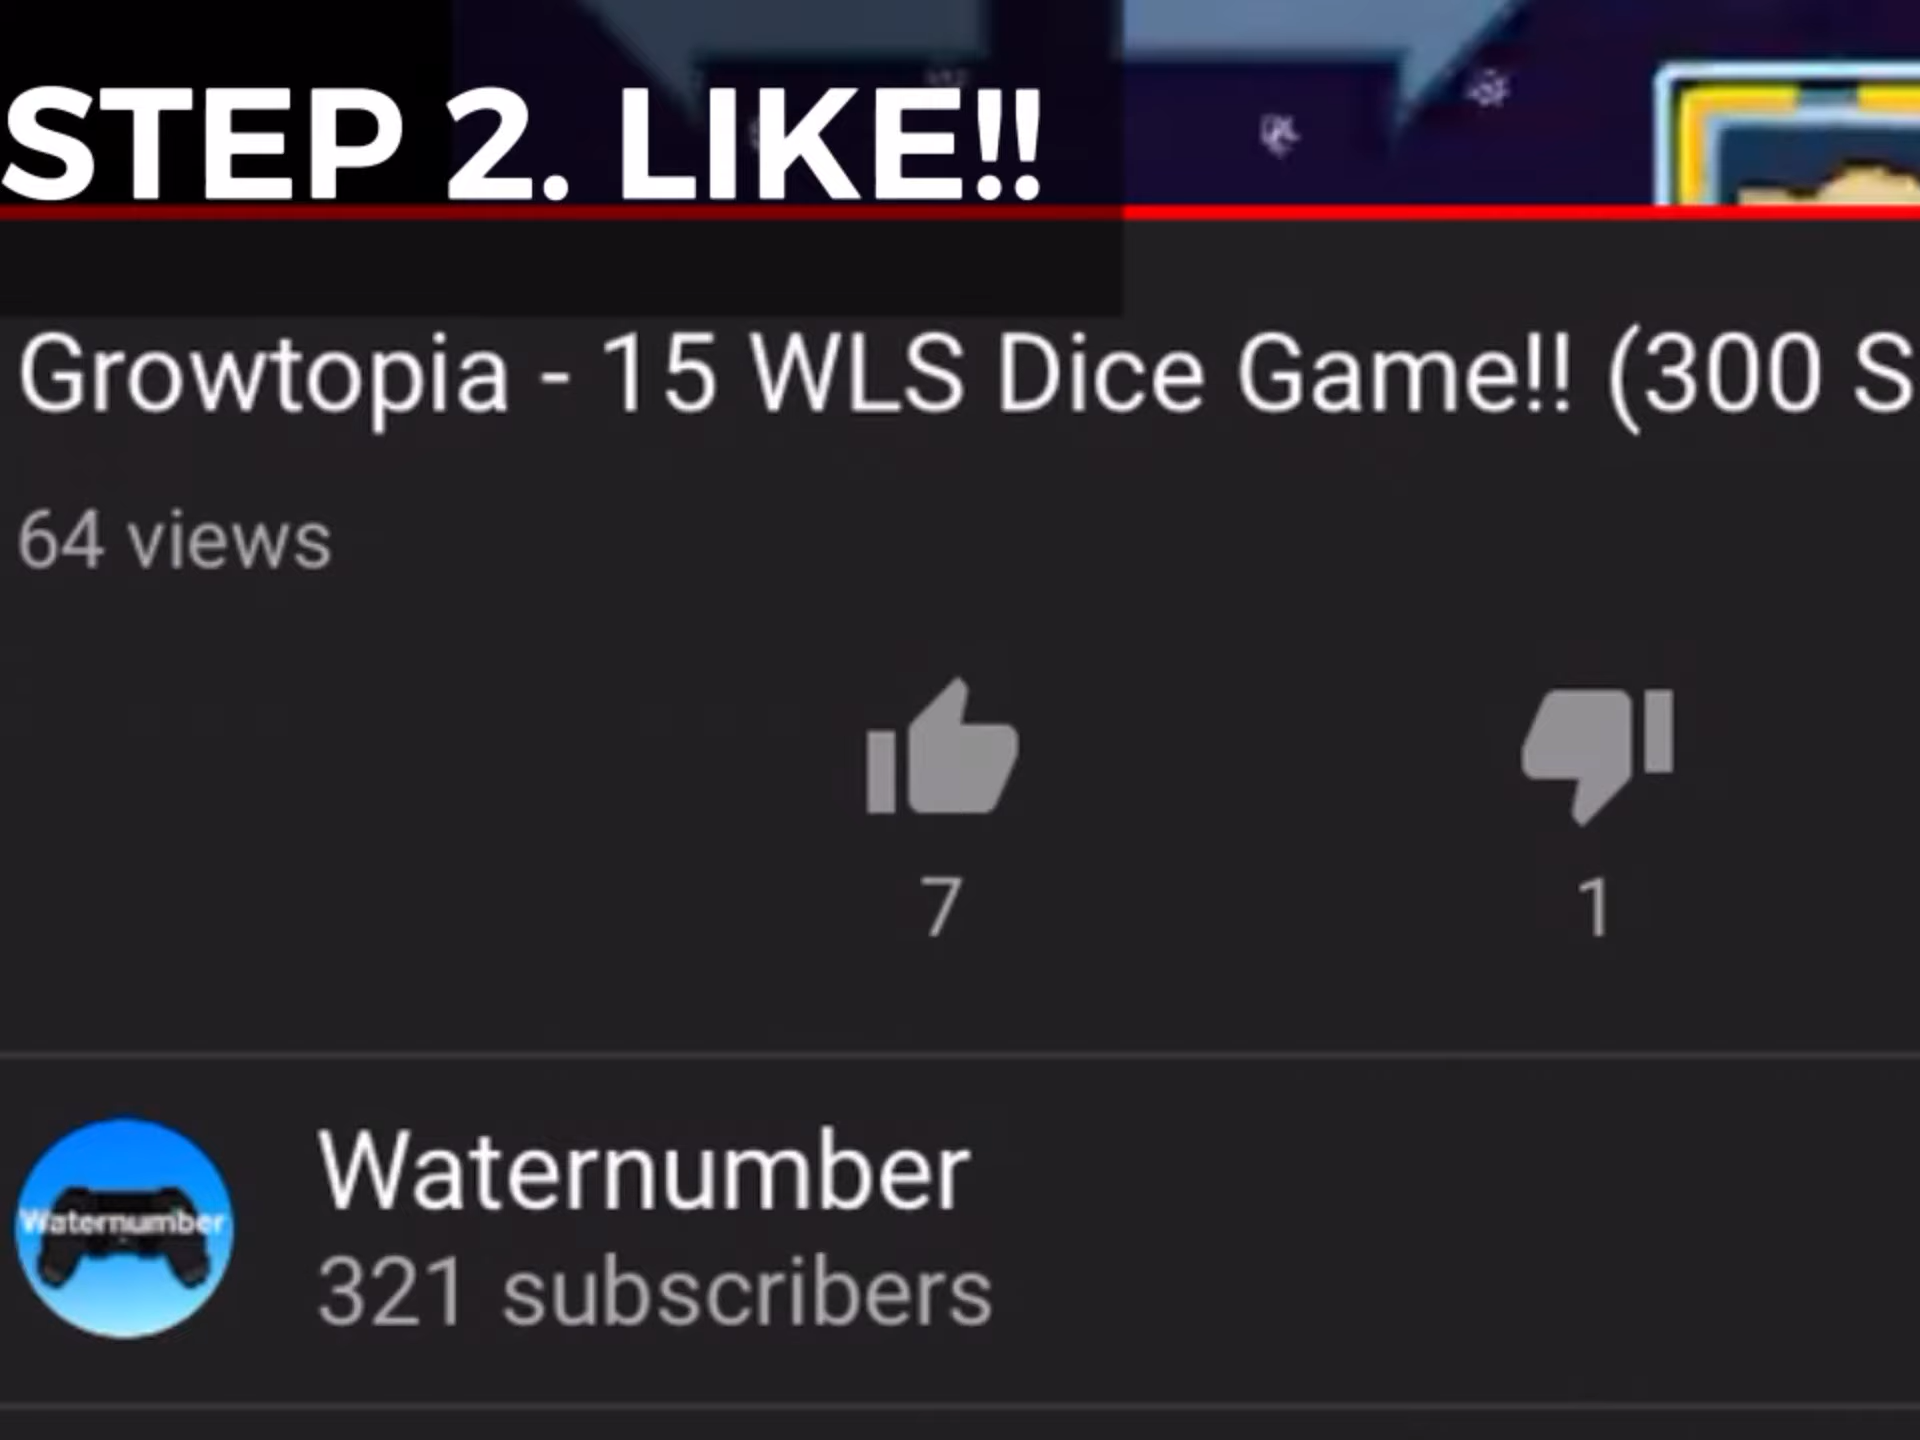 STEP 2. LIKE!!
Growtopia - 15 WLS Dice Game!! (300 S
64 views
7
1
Waternumber
Waternumber
321 subscribers